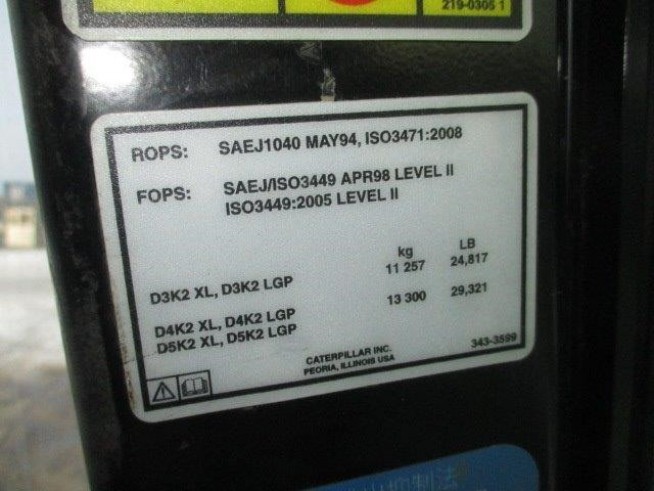 219-0305 1
ROPS: SAEJ1040 MAY94, ISO3471:2008
FOPS: SAEJ/ISO3449 APR98 LEVEL II
ISO3449:2005 LEVEL II
kg LB
D3K2 XL, D3K2 LGP 11 257 24,817
D4K2 XL, D4K2 LGP 13 300 29,321
D5K2 XL, D5K2 LGP
CATERPILLAR INC.
PEORIA, ILLINOIS USA
343-3599